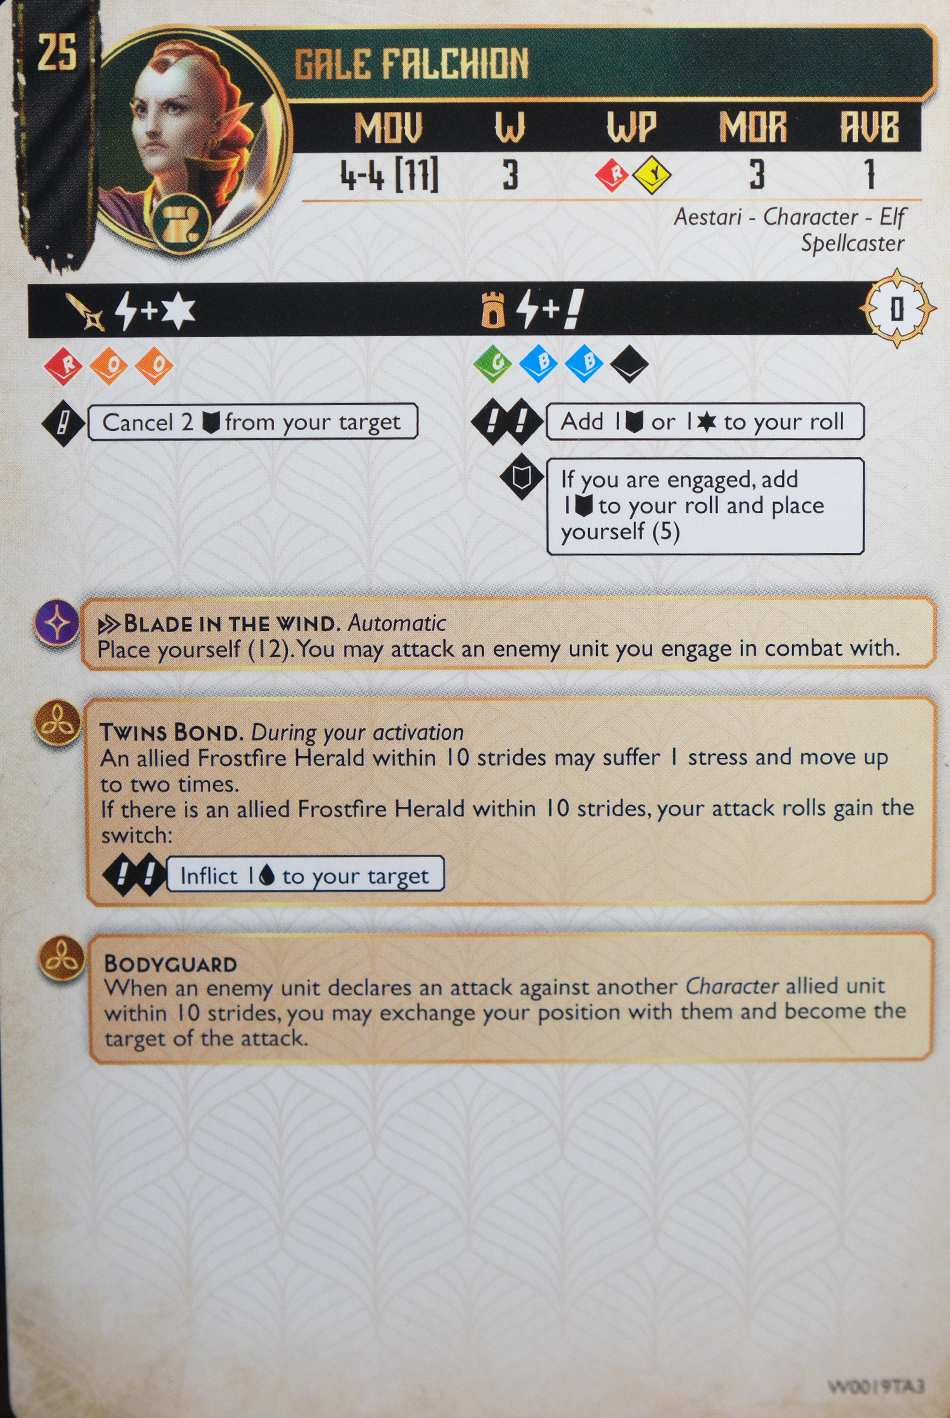 25
GALE FALCHION
MOV W WP MOR AVB
4-4 [11] 3 R Y 3 1
Aestari - Character - Elf
Spellcaster
+ + ! 0
R O O G B B
! Cancel 2 from your target
! ! Add 1 or 1 to your roll
If you are engaged, add
1 to your roll and place
yourself (5)
BLADE IN THE WIND. Automatic
Place yourself (12). You may attack an enemy unit you engage in combat with.
TWINS BOND. During your activation
An allied Frostfire Herald within 10 strides may suffer 1 stress and move up
to two times.
If there is an allied Frostfire Herald within 10 strides, your attack rolls gain the
switch:
! ! Inflict 1 to your target
BODYGUARD
When an enemy unit declares an attack against another Character allied unit
within 10 strides, you may exchange your position with them and become the
target of the attack.
W0019TA3